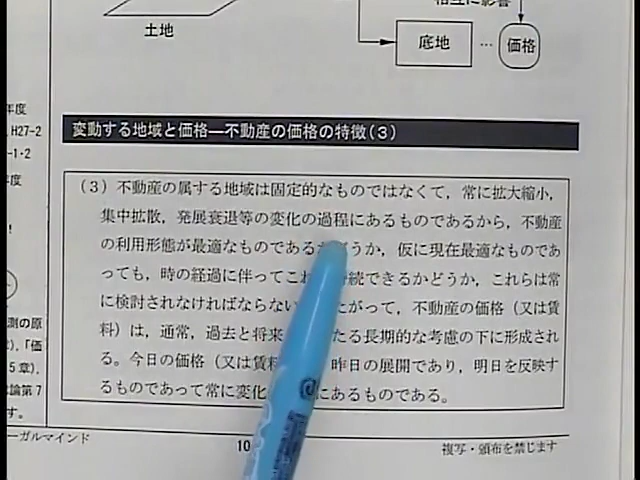 相互に影響
土地
底地 … 価格
年度
H27-2
-1・2
年度
変動する地域と価格―不動産の価格の特徴(3)
(3) 不動産の属する地域は固定的なものではなくて，常に拡大縮小，
集中拡散，発展衰退等の変化の過程にあるものであるから，不動産
の利用形態が最適なものである うか，仮に現在最適なものであ
っても，時の経過に伴ってこれ 続できるかどうか，これらは常
に検討されなければならない たがって，不動産の価格（又は賃
料）は，通常，過去と将来 たる長期的な考慮の下に形成され
る。今日の価格（又は賃料 昨日の展開であり，明日を反映す
るものであって常に変化 にあるものである。
測の原
，「価
5章)，
論第7
す。
ーガルマインド
10
複写・頒布を禁じます